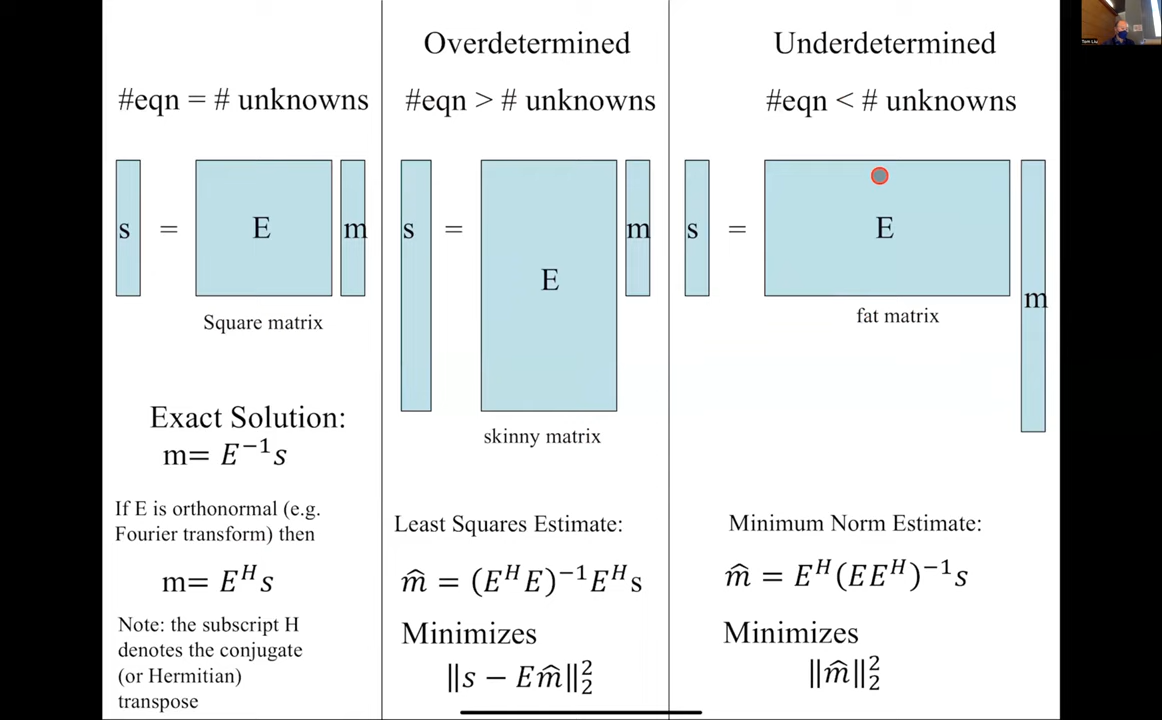 #eqn = # unknowns
s = E m
Square matrix
Exact Solution:
m= E⁻¹s
If E is orthonormal (e.g.
Fourier transform) then
m= Eᴴs
Note: the subscript H
denotes the conjugate
(or Hermitian)
transpose
Overdetermined
#eqn > # unknowns
s = E m
skinny matrix
Least Squares Estimate:
m̂ = (EᴴE)⁻¹Eᴴs
Minimizes
‖s − Em̂‖₂²
Underdetermined
#eqn < # unknowns
s = E m
fat matrix
Minimum Norm Estimate:
m̂ = Eᴴ(EEᴴ)⁻¹s
Minimizes
‖m̂‖₂²